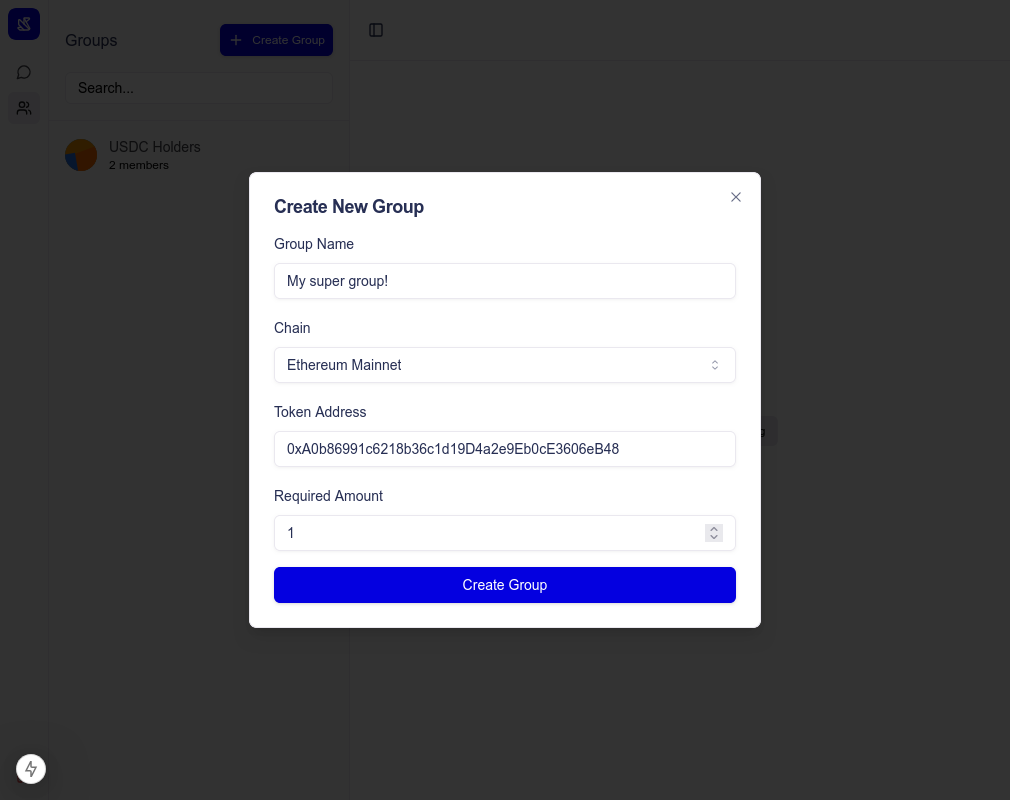 Groups
Create Group
Search...
USDC Holders
2 members
Create New Group
Group Name
My super group!
Chain
Ethereum Mainnet
Token Address
0xA0b86991c6218b36c1d19D4a2e9Eb0cE3606eB48
Required Amount
1
Create Group